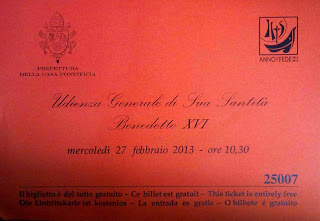 PREFETTURA
DELLA CASA PONTIFICIA
ANNO FEDEI
Udienza Generale di Sua Santità
Benedetto XVI
mercoledì 27 febbraio 2013 - ore 10,30
25007
Il biglietto è del tutto gratuito - Ce billet est gratuit - This ticket is entirely free
Die Eintrittskarte ist kostenlos - La entrada es gratis - O bilhete é gratuito